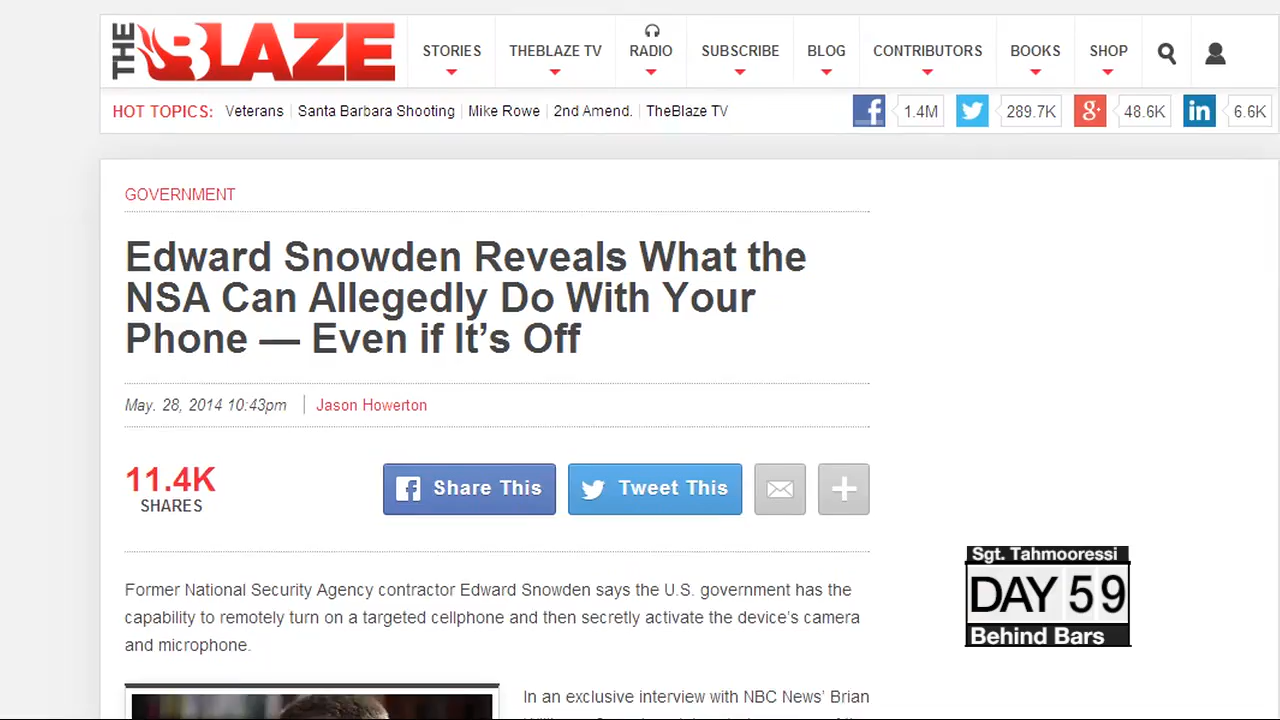 THE BLAZE
STORIES THEBLAZE TV RADIO SUBSCRIBE BLOG CONTRIBUTORS BOOKS SHOP
HOT TOPICS: Veterans Santa Barbara Shooting Mike Rowe 2nd Amend. TheBlaze TV 1.4M 289.7K 48.6K 6.6K
GOVERNMENT
Edward Snowden Reveals What the
NSA Can Allegedly Do With Your
Phone — Even if It’s Off
May. 28, 2014 10:43pm Jason Howerton
11.4K
SHARES
Share This Tweet This
Sgt. Tahmooressi
DAY 59
Behind Bars
Former National Security Agency contractor Edward Snowden says the U.S. government has the
capability to remotely turn on a targeted cellphone and then secretly activate the device’s camera
and microphone.
In an exclusive interview with NBC News’ Brian